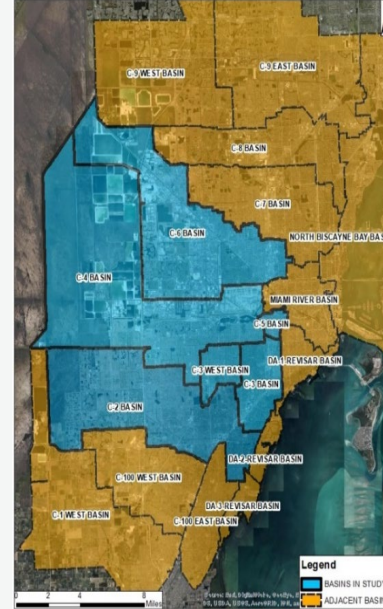 C-9 WEST BASIN
C-9 EAST BASIN
C-8 BASIN
C-7 BASIN
C-6 BASIN
NORTH BISCAYNE BAY BAS
C-4 BASIN
MIAMI RIVER BASIN
C-5 BASIN
DA-1-REVISAR BASIN
C-3 WEST BASIN
C-3 BASIN
C-2 BASIN
DA-2-REVISAR BASIN
C-100 WEST BASIN
DA-3-REVISAR BASIN
C-1 WEST BASIN
C-100 EAST BASIN
Legend
BASINS IN STUDY
ADJACENT BASIN
0 2 4 8
Miles